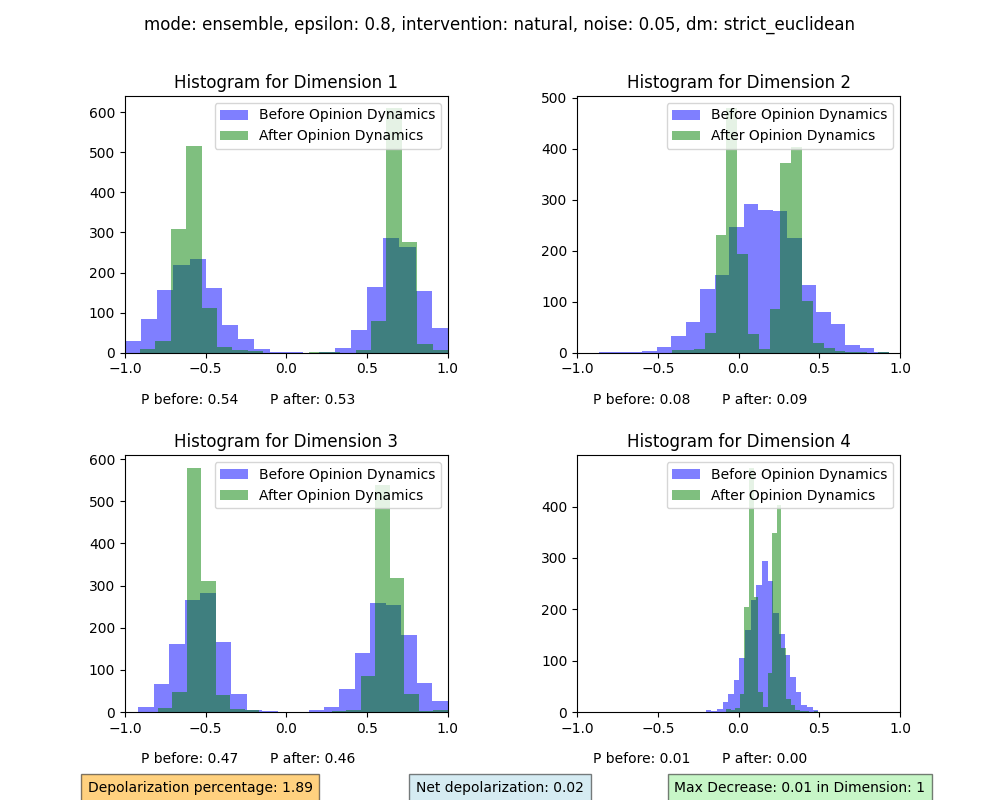 mode: ensemble, epsilon: 0.8, intervention: natural, noise: 0.05, dm: strict_euclidean
Histogram for Dimension 1
Before Opinion Dynamics
After Opinion Dynamics
600
500
400
300
200
100
0
−1.0 −0.5 0.0 0.5 1.0
P before: 0.54 P after: 0.53
Histogram for Dimension 2
Before Opinion Dynamics
After Opinion Dynamics
500
400
300
200
100
0
−1.0 −0.5 0.0 0.5 1.0
P before: 0.08 P after: 0.09
Histogram for Dimension 3
Before Opinion Dynamics
After Opinion Dynamics
600
500
400
300
200
100
0
−1.0 −0.5 0.0 0.5 1.0
P before: 0.47 P after: 0.46
Histogram for Dimension 4
Before Opinion Dynamics
After Opinion Dynamics
400
300
200
100
0
−1.0 −0.5 0.0 0.5 1.0
P before: 0.01 P after: 0.00
Depolarization percentage: 1.89
Net depolarization: 0.02
Max Decrease: 0.01 in Dimension: 1